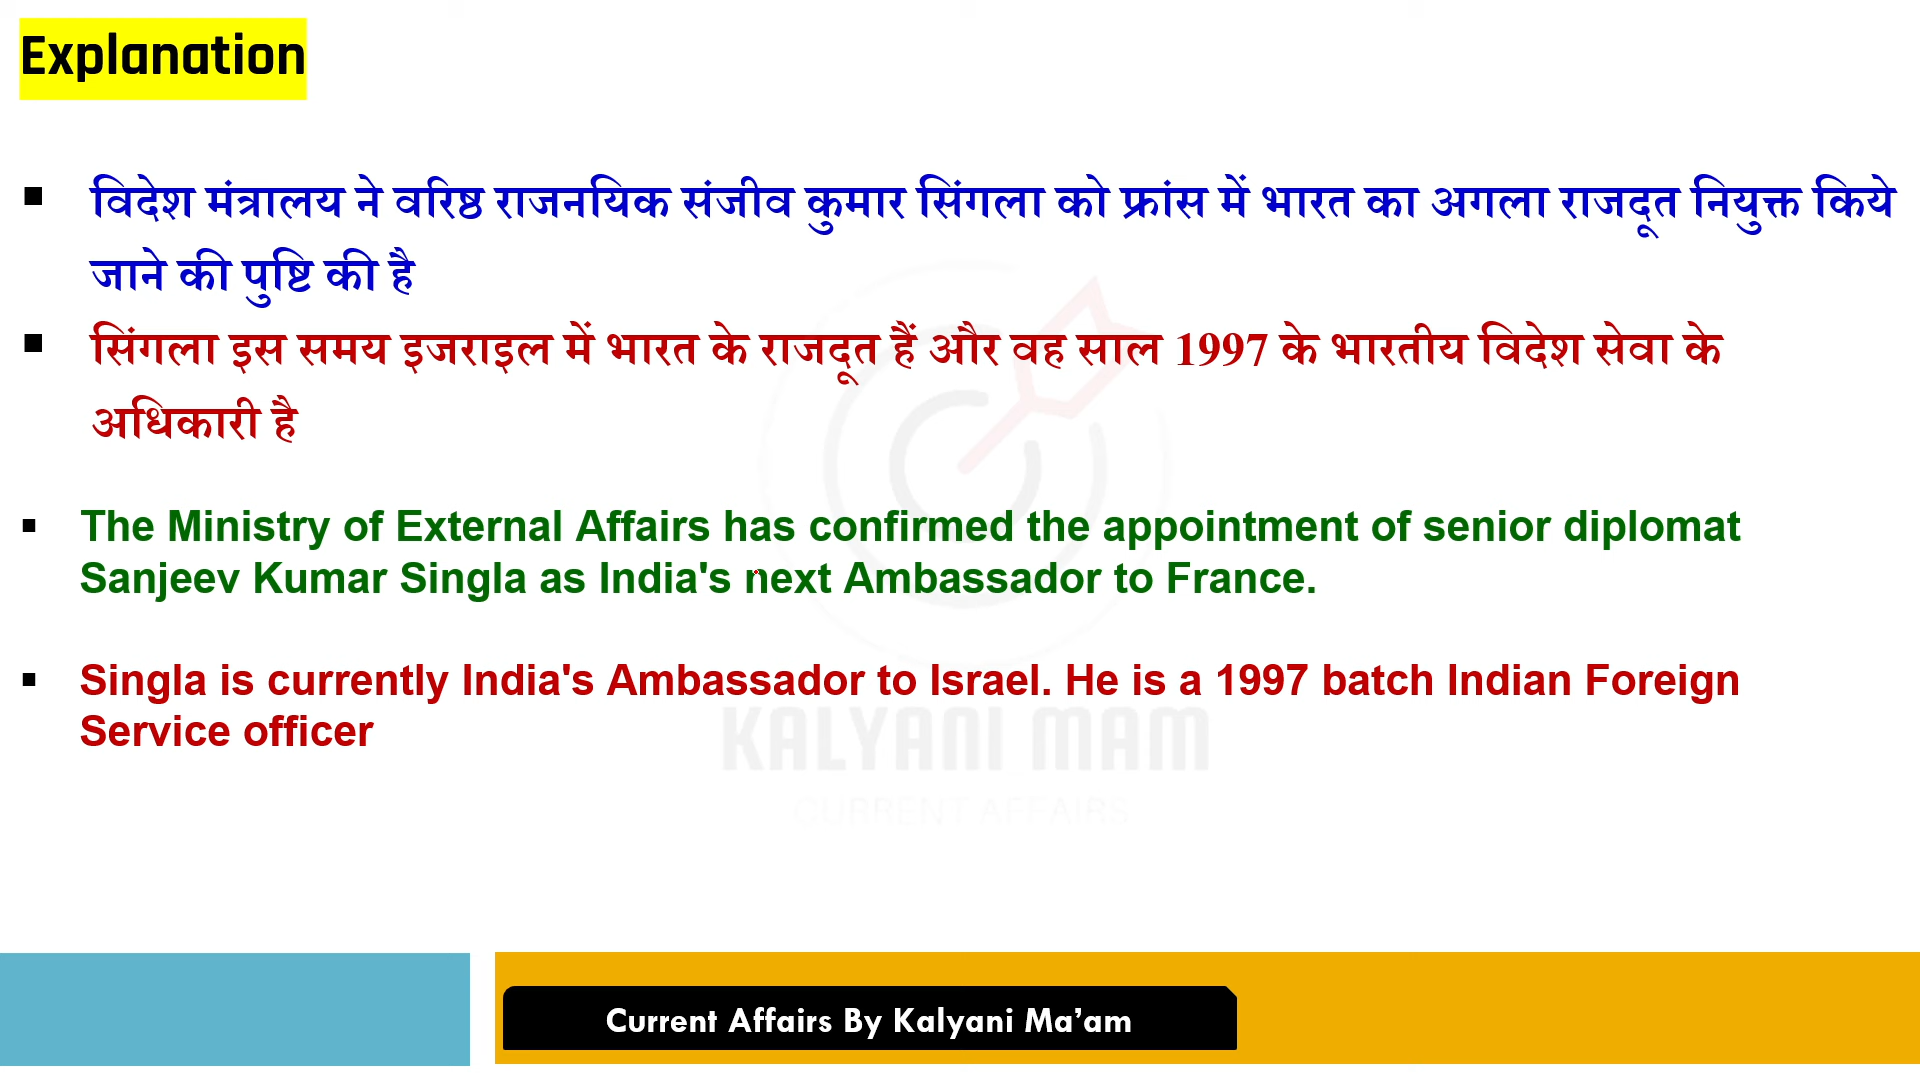 Explanation
विदेश मंत्रालय ने वरिष्ठ राजनयिक संजीव कुमार सिंगला को फ्रांस में भारत का अगला राजदूत नियुक्त किये
जाने की पुष्टि की है
सिंगला इस समय इजराइल में भारत के राजदूत हैं और वह साल 1997 के भारतीय विदेश सेवा के
अधिकारी है
The Ministry of External Affairs has confirmed the appointment of senior diplomat
Sanjeev Kumar Singla as India's next Ambassador to France.
Singla is currently India's Ambassador to Israel. He is a 1997 batch Indian Foreign
Service officer
KALYANI MAM
CURRENT AFFAIRS
Current Affairs By Kalyani Ma’am